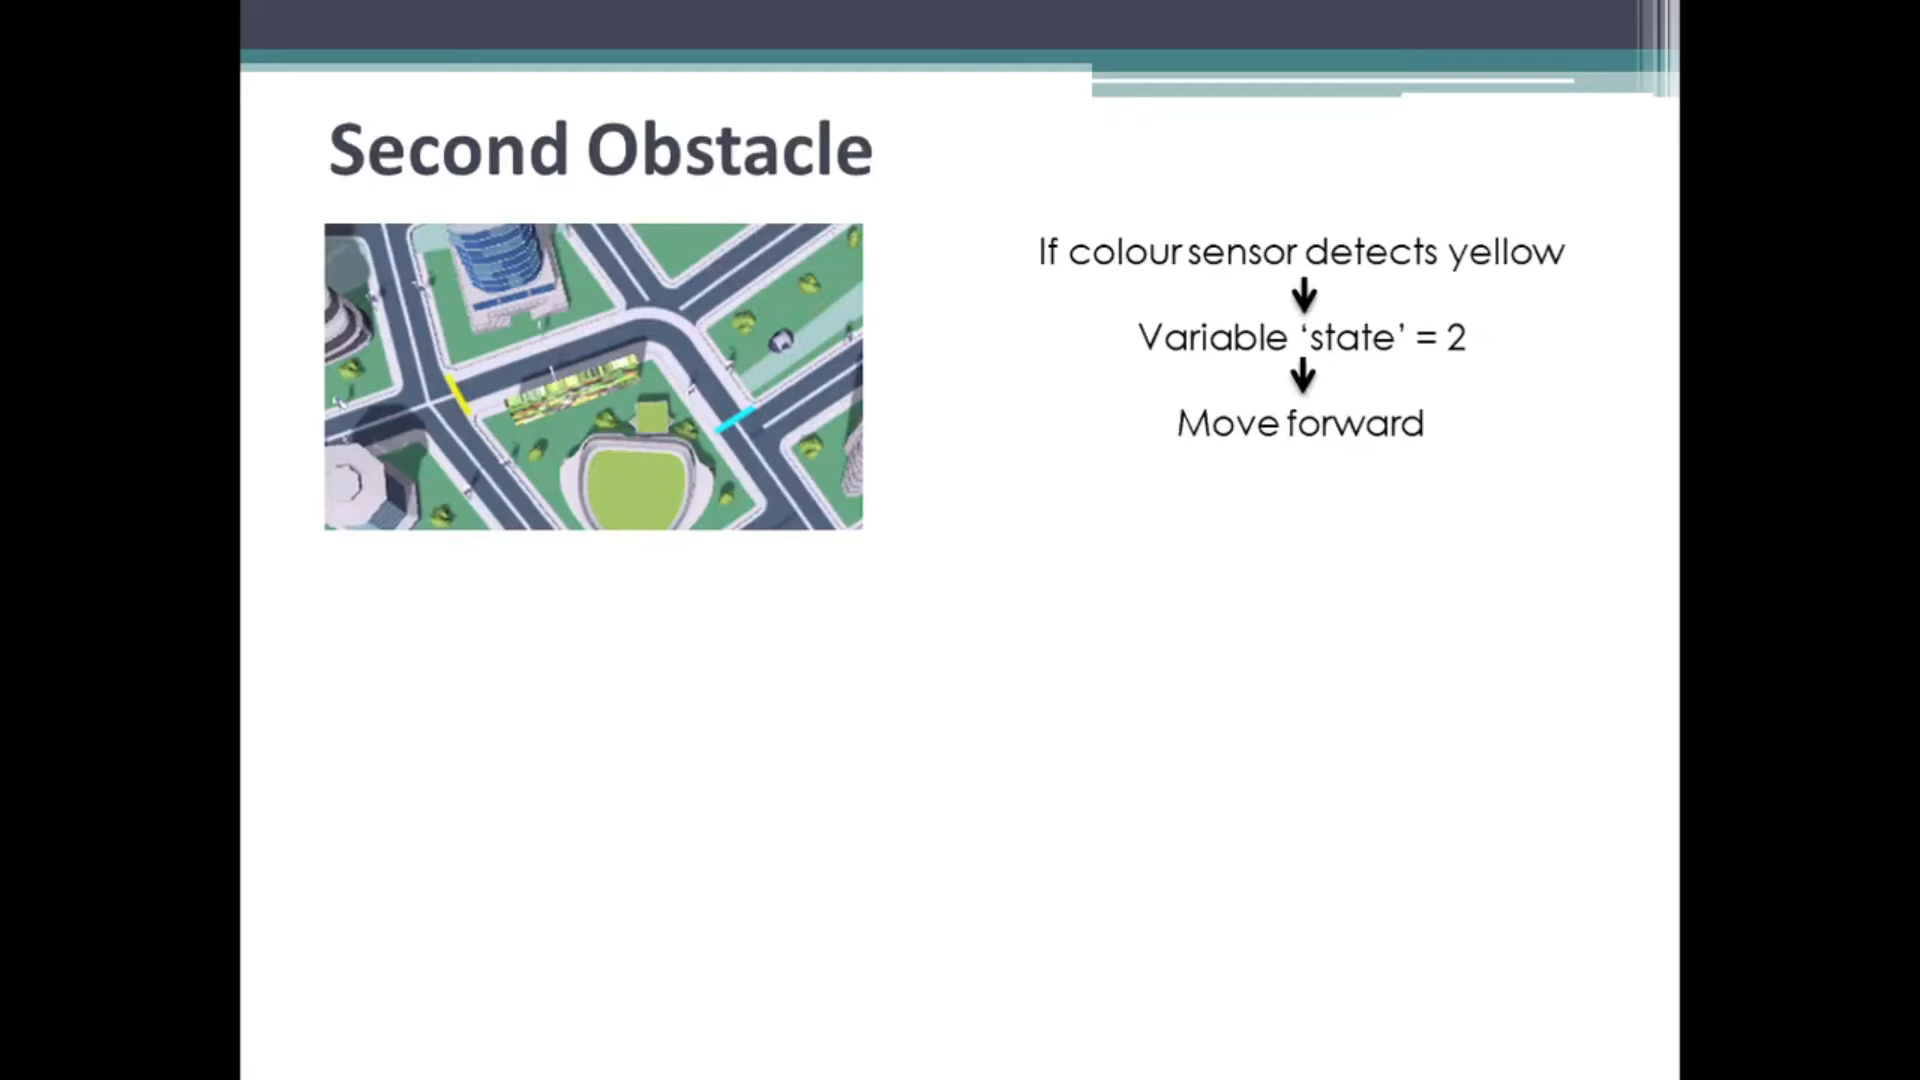 Second Obstacle
If colour sensor detects yellow
Variable ‘state’ = 2
Move forward